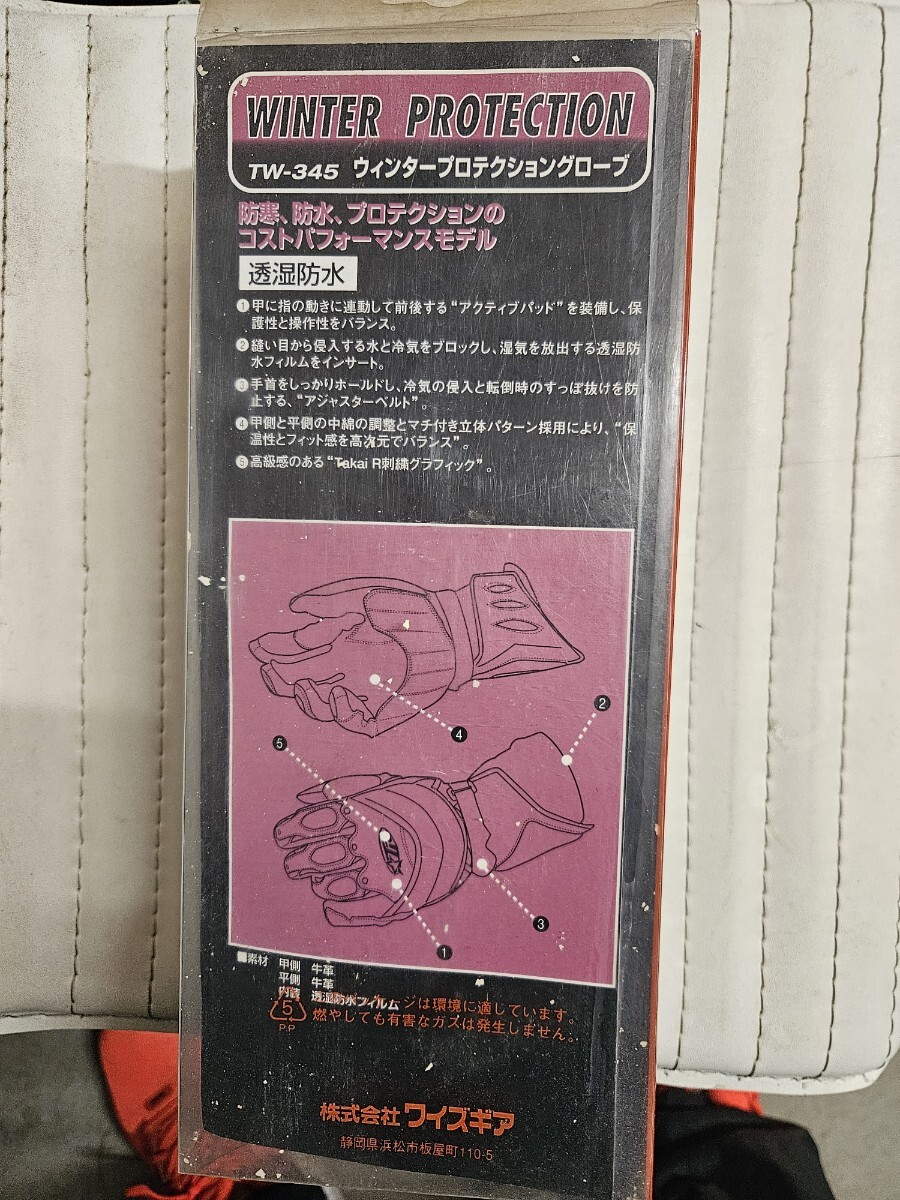 WINTER PROTECTION
TW-345 ウィンタープロテクショングローブ
防寒、防水、プロテクションの
コストパフォーマンスモデル
透湿防水
❶甲に指の動きに連動して前後する“アクティブパッド”を装備し、保
護性と操作性をバランス。
❷縫い目から侵入する水と冷気をブロックし、湿気を放出する透湿防
水フィルムをインサート。
❸手首をしっかりホールドし、冷気の侵入と転倒時のすっぽ抜けを防
止する、“アジャスターベルト”。
❹甲側と平側の中綿の調整とマチ付き立体パターン採用により、“保
温性とフィット感を高次元でバランス”。
❺高級感のある“Takai R刺繍グラフィック”。
❷
❹
❺
❸
❶
■素材 甲側 牛革
平側 牛革
内装 透湿防水フィルム
ジは環境に適しています。
燃やしても有害なガスは発生しません。
5
PP
株式会社ワイズギア
静岡県浜松市板屋町110-5